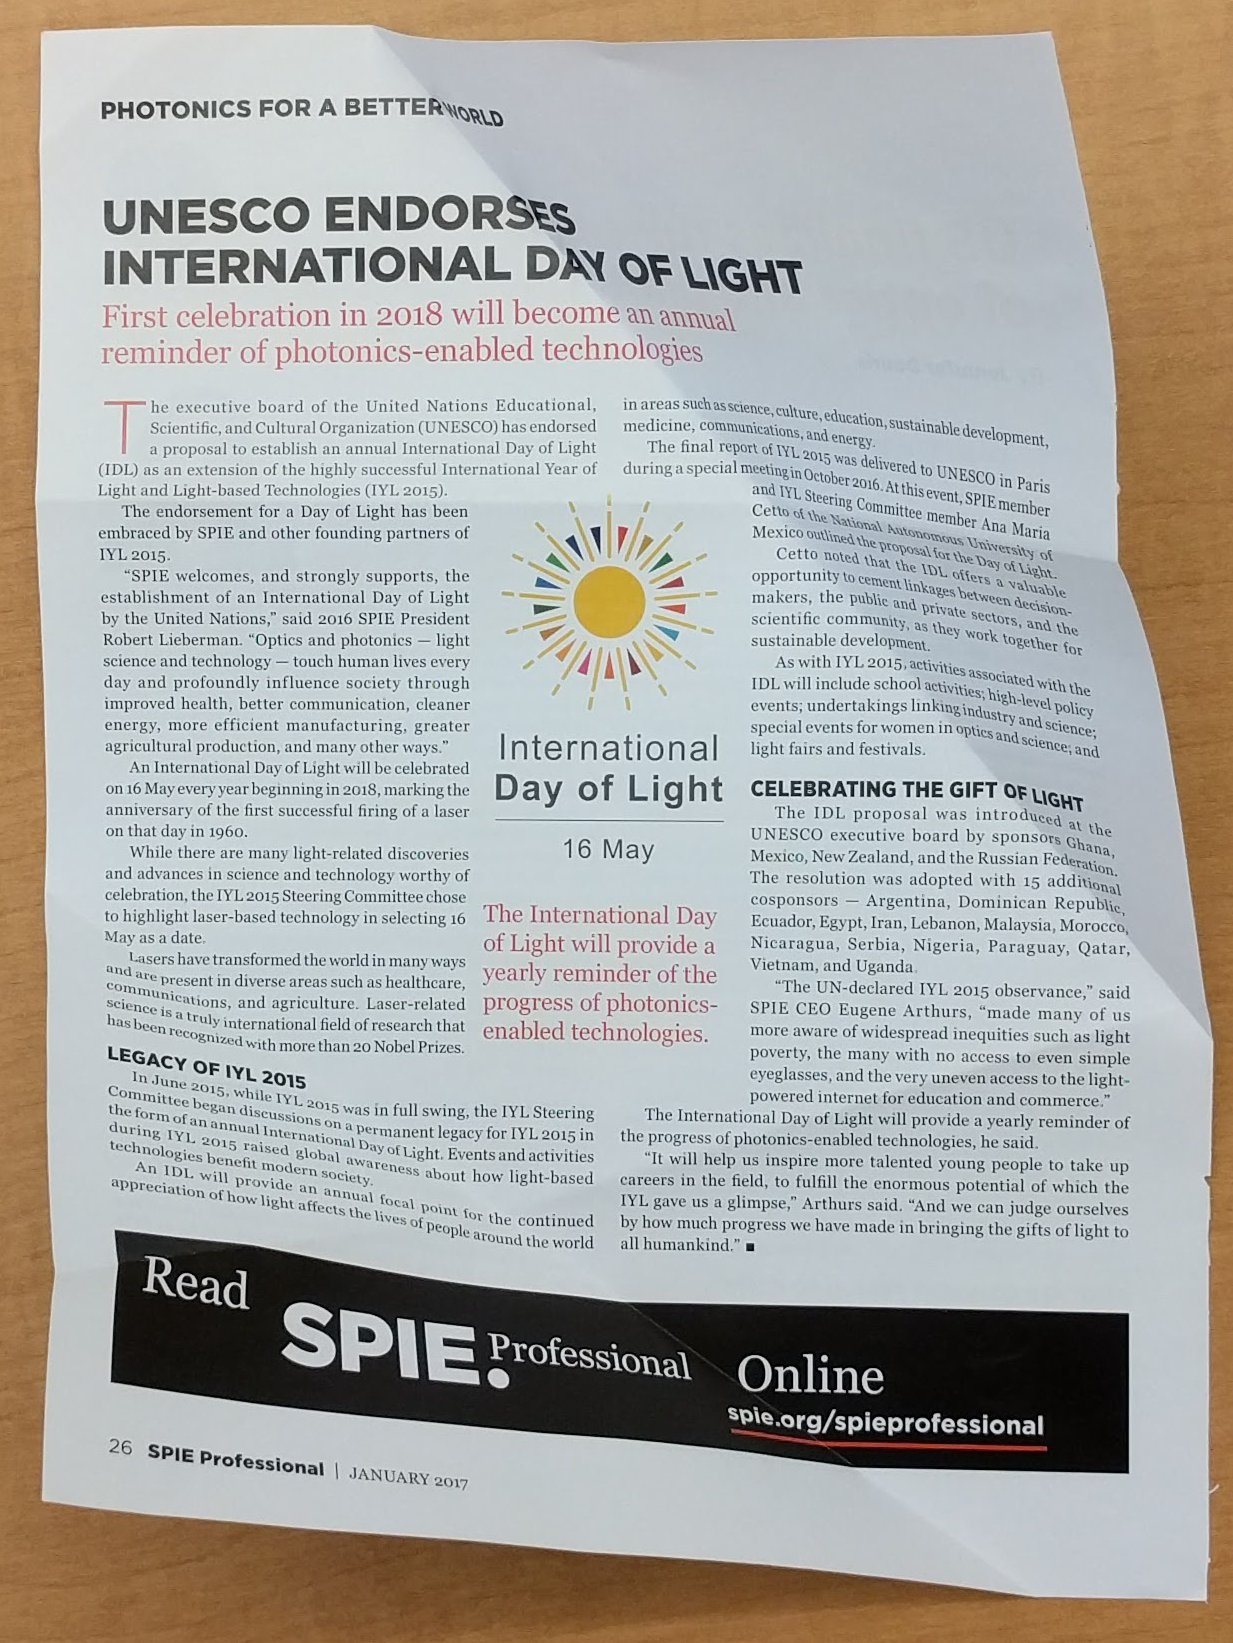 PHOTONICS FOR A BETTER WORLD
UNESCO ENDORSES
INTERNATIONAL DAY OF LIGHT
First celebration in 2018 will become an annual
reminder of photonics-enabled technologies
The executive board of the United Nations Educational,
Scientific, and Cultural Organization (UNESCO) has endorsed
a proposal to establish an annual International Day of Light
(IDL) as an extension of the highly successful International Year of
Light and Light-based Technologies (IYL 2015).
The endorsement for a Day of Light has been
embraced by SPIE and other founding partners of
IYL 2015.
“SPIE welcomes, and strongly supports, the
establishment of an International Day of Light
by the United Nations,” said 2016 SPIE President
Robert Lieberman. “Optics and photonics — light
science and technology — touch human lives every
day and profoundly influence society through
improved health, better communication, cleaner
energy, more efficient manufacturing, greater
agricultural production, and many other ways.”
An International Day of Light will be celebrated
on 16 May every year beginning in 2018, marking the
anniversary of the first successful firing of a laser
on that day in 1960.
While there are many light-related discoveries
and advances in science and technology worthy of
celebration, the IYL 2015 Steering Committee chose
to highlight laser-based technology in selecting 16
May as a date.
Lasers have transformed the world in many ways
and are present in diverse areas such as healthcare,
communications, and agriculture. Laser-related
science is a truly international field of research that
has been recognized with more than 20 Nobel Prizes.
LEGACY OF IYL 2015
In June 2015, while IYL 2015 was in full swing, the IYL Steering
Committee began discussions on a permanent legacy for IYL 2015 in
the form of an annual International Day of Light. Events and activities
during IYL 2015 raised global awareness about how light-based
technologies benefit modern society.
An IDL will provide an annual focal point for the continued
appreciation of how light affects the lives of people around the world
International
Day of Light
16 May
The International Day
of Light will provide a
yearly reminder of the
progress of photonics-
enabled technologies.
in areas such as science, culture, education, sustainable development,
medicine, communications, and energy.
The final report of IYL 2015 was delivered to UNESCO in Paris
during a special meeting in October 2016. At this event, SPIE member
and IYL Steering Committee member Ana Maria
Cetto of the National Autonomous University of
Mexico outlined the proposal for the Day of Light.
Cetto noted that the IDL offers a valuable
opportunity to cement linkages between decision-
makers, the public and private sectors, and the
scientific community, as they work together for
sustainable development.
As with IYL 2015, activities associated with the
IDL will include school activities; high-level policy
events; undertakings linking industry and science;
special events for women in optics and science; and
light fairs and festivals.
CELEBRATING THE GIFT OF LIGHT
The IDL proposal was introduced at the
UNESCO executive board by sponsors Ghana,
Mexico, New Zealand, and the Russian Federation.
The resolution was adopted with 15 additional
cosponsors — Argentina, Dominican Republic,
Ecuador, Egypt, Iran, Lebanon, Malaysia, Morocco,
Nicaragua, Serbia, Nigeria, Paraguay, Qatar,
Vietnam, and Uganda.
“The UN-declared IYL 2015 observance,” said
SPIE CEO Eugene Arthurs, “made many of us
more aware of widespread inequities such as light
poverty, the many with no access to even simple
eyeglasses, and the very uneven access to the light-
powered internet for education and commerce.”
The International Day of Light will provide a yearly reminder of
the progress of photonics-enabled technologies, he said.
“It will help us inspire more talented young people to take up
careers in the field, to fulfill the enormous potential of which the
IYL gave us a glimpse,” Arthurs said. “And we can judge ourselves
by how much progress we have made in bringing the gifts of light to
all humankind.” ■
Read SPIE. Professional Online
spie.org/spieprofessional
26 SPIE Professional | JANUARY 2017